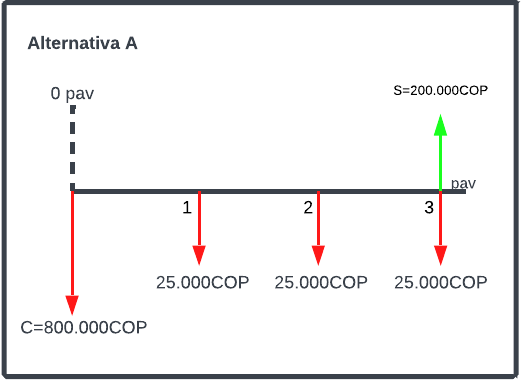 Alternativa A
0 pav
S=200.000COP
pav
1
2
3
25.000COP
25.000COP
25.000COP
C=800.000COP